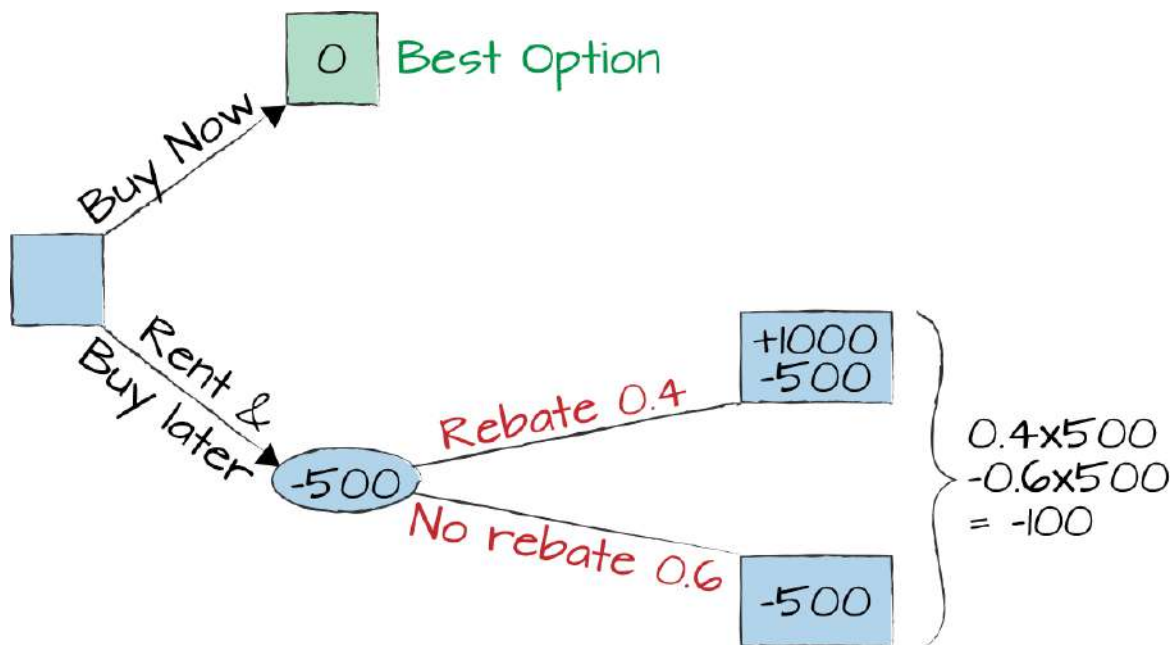 0
Best Option
Buy Now
Rent &
Buy later
-500
Rebate 0.4
+1000
-500
No rebate 0.6
-500
0.4x500
-0.6x500
= -100